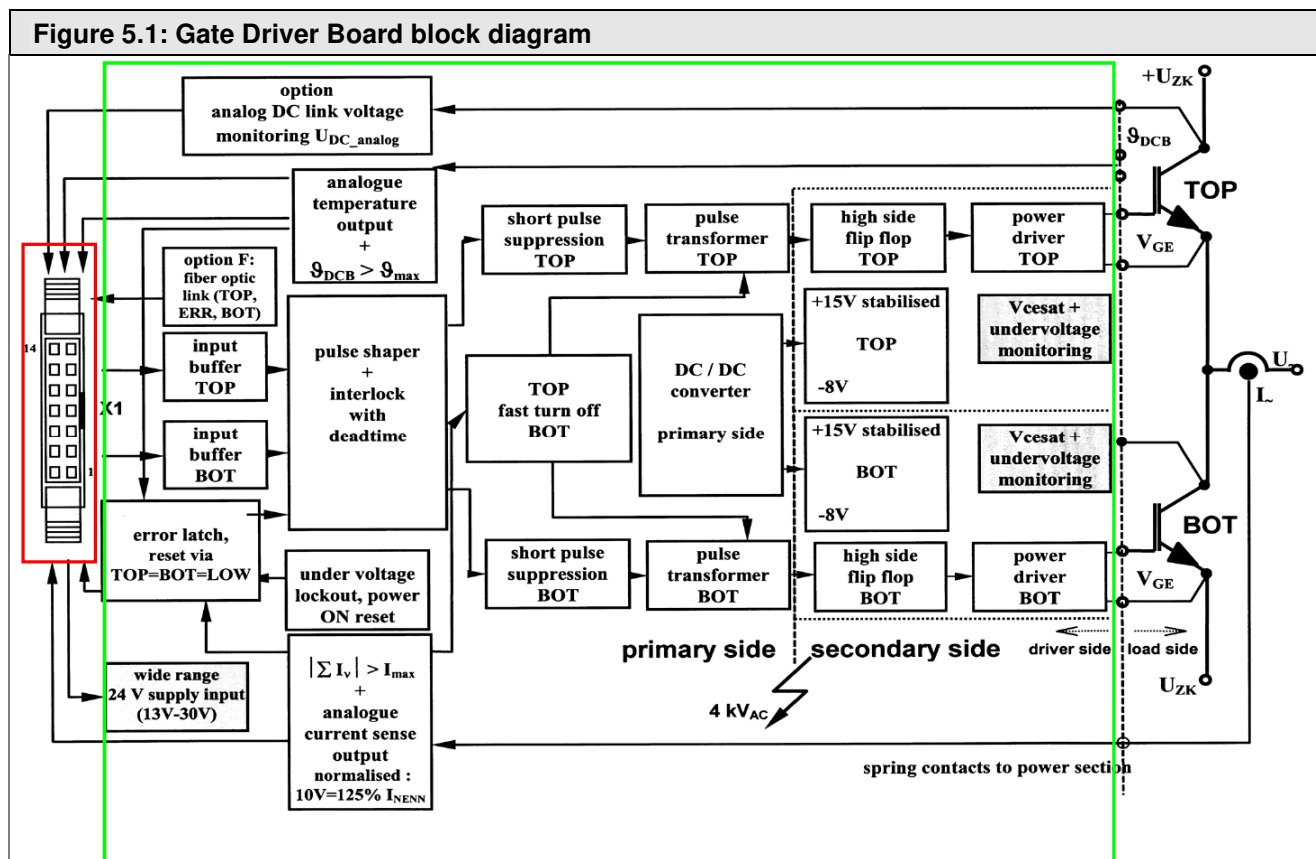 Figure 5.1: Gate Driver Board block diagram
option
analog DC link voltage
monitoring U_DC_analog
+U_ZK
ϑ_DCB
TOP
V_GE
analogue
temperature
output
+
ϑ_DCB > ϑ_max
short pulse
suppression
TOP
pulse
transformer
TOP
high side
flip flop
TOP
power
driver
TOP
option F:
fiber optic
link (TOP,
ERR, BOT)
14
X1
1
input
buffer
TOP
input
buffer
BOT
pulse shaper
+
interlock
with
deadtime
TOP
fast turn off
BOT
DC / DC
converter
primary side
+15V stabilised
TOP
-8V
Vcesat +
undervoltage
monitoring
U~
I~
+15V stabilised
BOT
-8V
Vcesat +
undervoltage
monitoring
BOT
V_GE
error latch,
reset via
TOP=BOT=LOW
under voltage
lockout, power
ON reset
short pulse
suppression
BOT
pulse
transformer
BOT
high side
flip flop
BOT
power
driver
BOT
primary side
secondary side
driver side
load side
U_ZK
4 kV_AC
wide range
24 V supply input
(13V-30V)
|∑ I_v| > I_max
+
analogue
current sense
output
normalised :
10V=125% I_NENN
spring contacts to power section